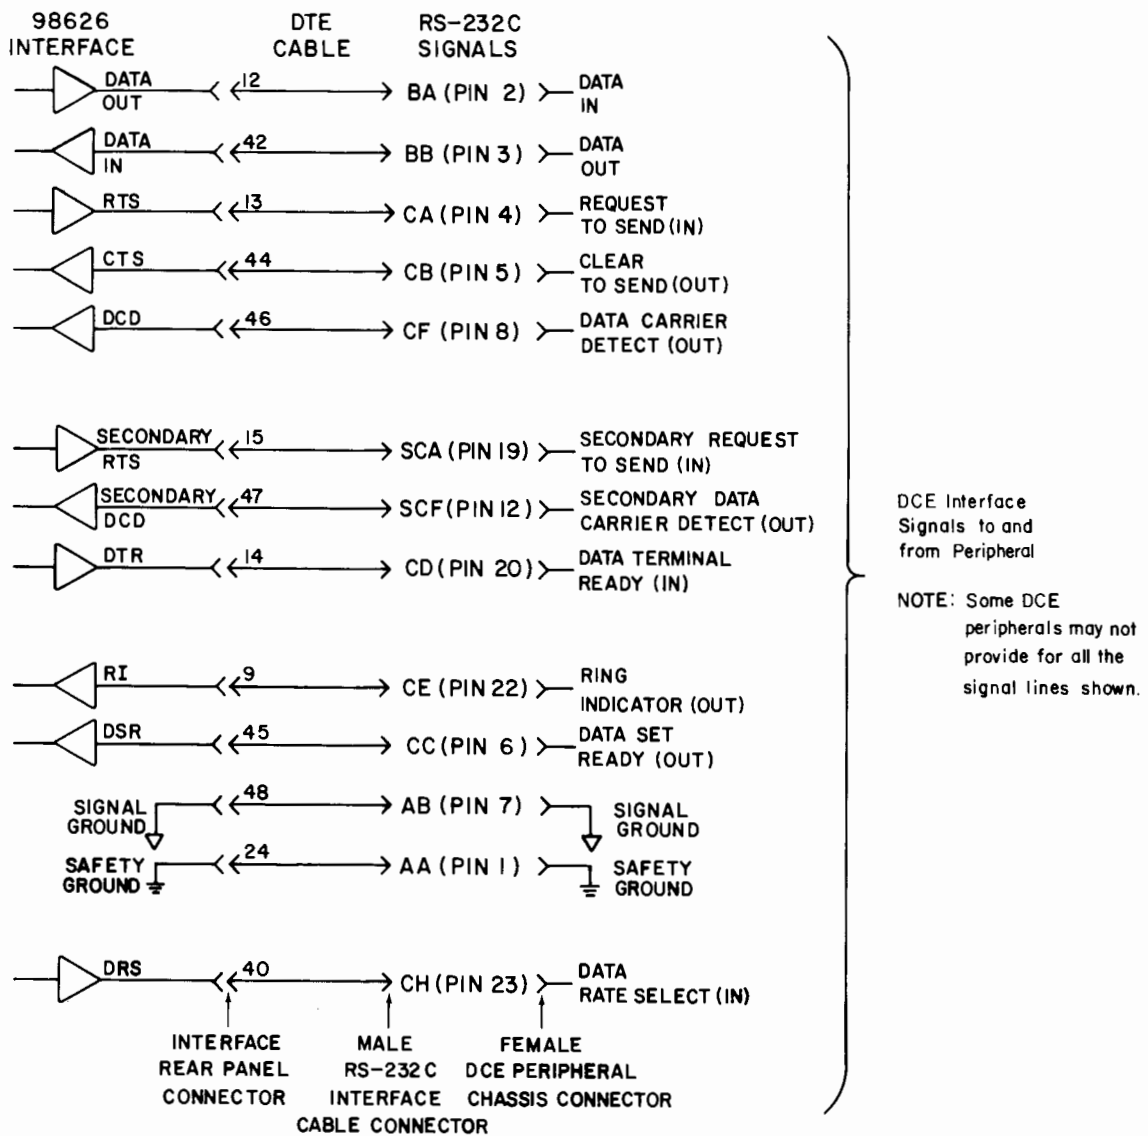 98626
INTERFACE
DTE
CABLE
RS-232C
SIGNALS
DATA
OUT
12
BA (PIN 2)
DATA
IN
DATA
IN
42
BB (PIN 3)
DATA
OUT
RTS
13
CA (PIN 4)
REQUEST
TO SEND (IN)
CTS
44
CB (PIN 5)
CLEAR
TO SEND (OUT)
DCD
46
CF (PIN 8)
DATA CARRIER
DETECT (OUT)
SECONDARY
RTS
15
SCA (PIN 19)
SECONDARY REQUEST
TO SEND (IN)
SECONDARY
DCD
47
SCF (PIN 12)
SECONDARY DATA
CARRIER DETECT (OUT)
DTR
14
CD (PIN 20)
DATA TERMINAL
READY (IN)
RI
9
CE (PIN 22)
RING
INDICATOR (OUT)
DSR
45
CC (PIN 6)
DATA SET
READY (OUT)
SIGNAL
GROUND
48
AB (PIN 7)
SIGNAL
GROUND
SAFETY
GROUND
24
AA (PIN 1)
SAFETY
GROUND
DRS
40
CH (PIN 23)
DATA
RATE SELECT (IN)
INTERFACE
REAR PANEL
CONNECTOR
MALE
RS-232C
INTERFACE
CABLE CONNECTOR
FEMALE
DCE PERIPHERAL
CHASSIS CONNECTOR
DCE Interface
Signals to and
from Peripheral
NOTE: Some DCE
peripherals may not
provide for all the
signal lines shown.